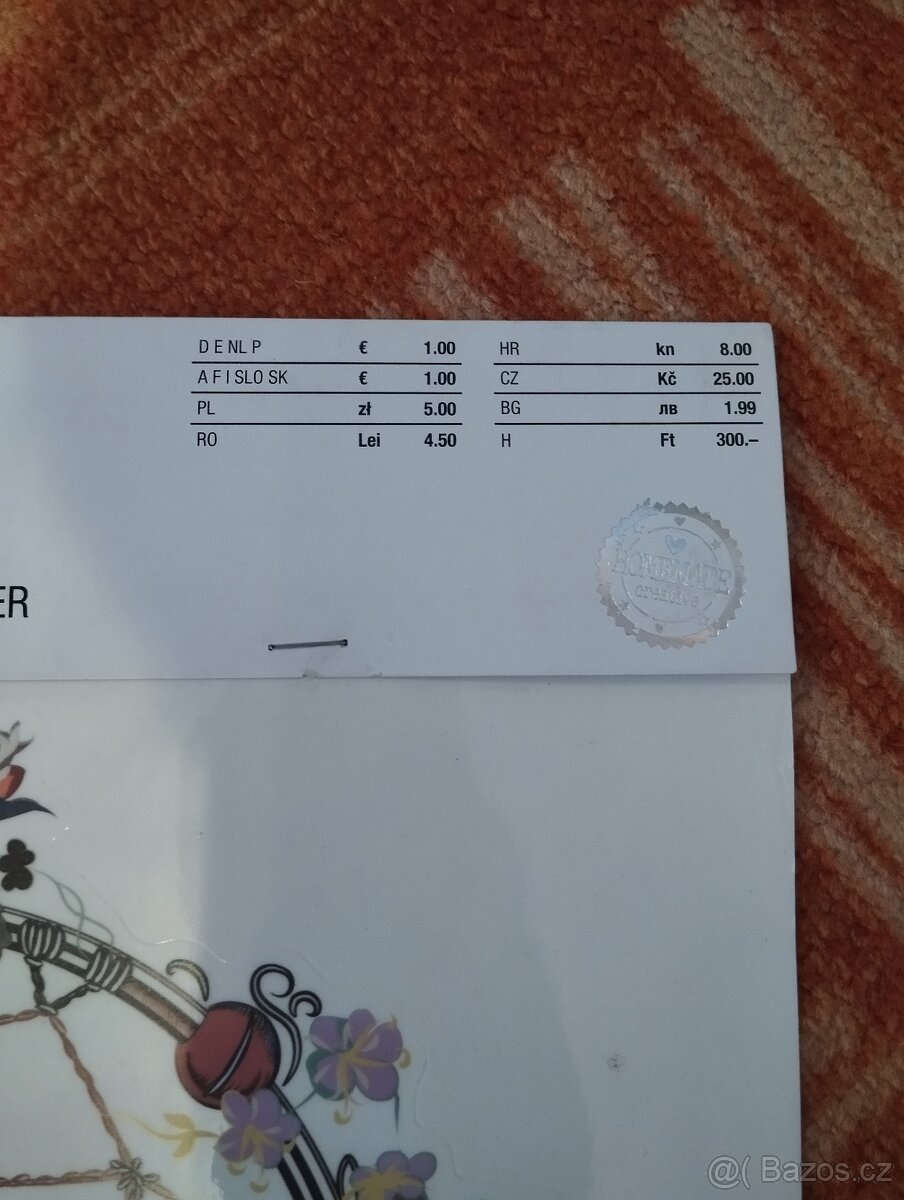 D E NL P € 1.00
A F I SLO SK € 1.00
PL zł 5.00
RO Lei 4.50
HR kn 8.00
CZ Kč 25.00
BG лв 1.99
H Ft 300.–
HOMEMADE
creative
ER
@( Bazos.cz